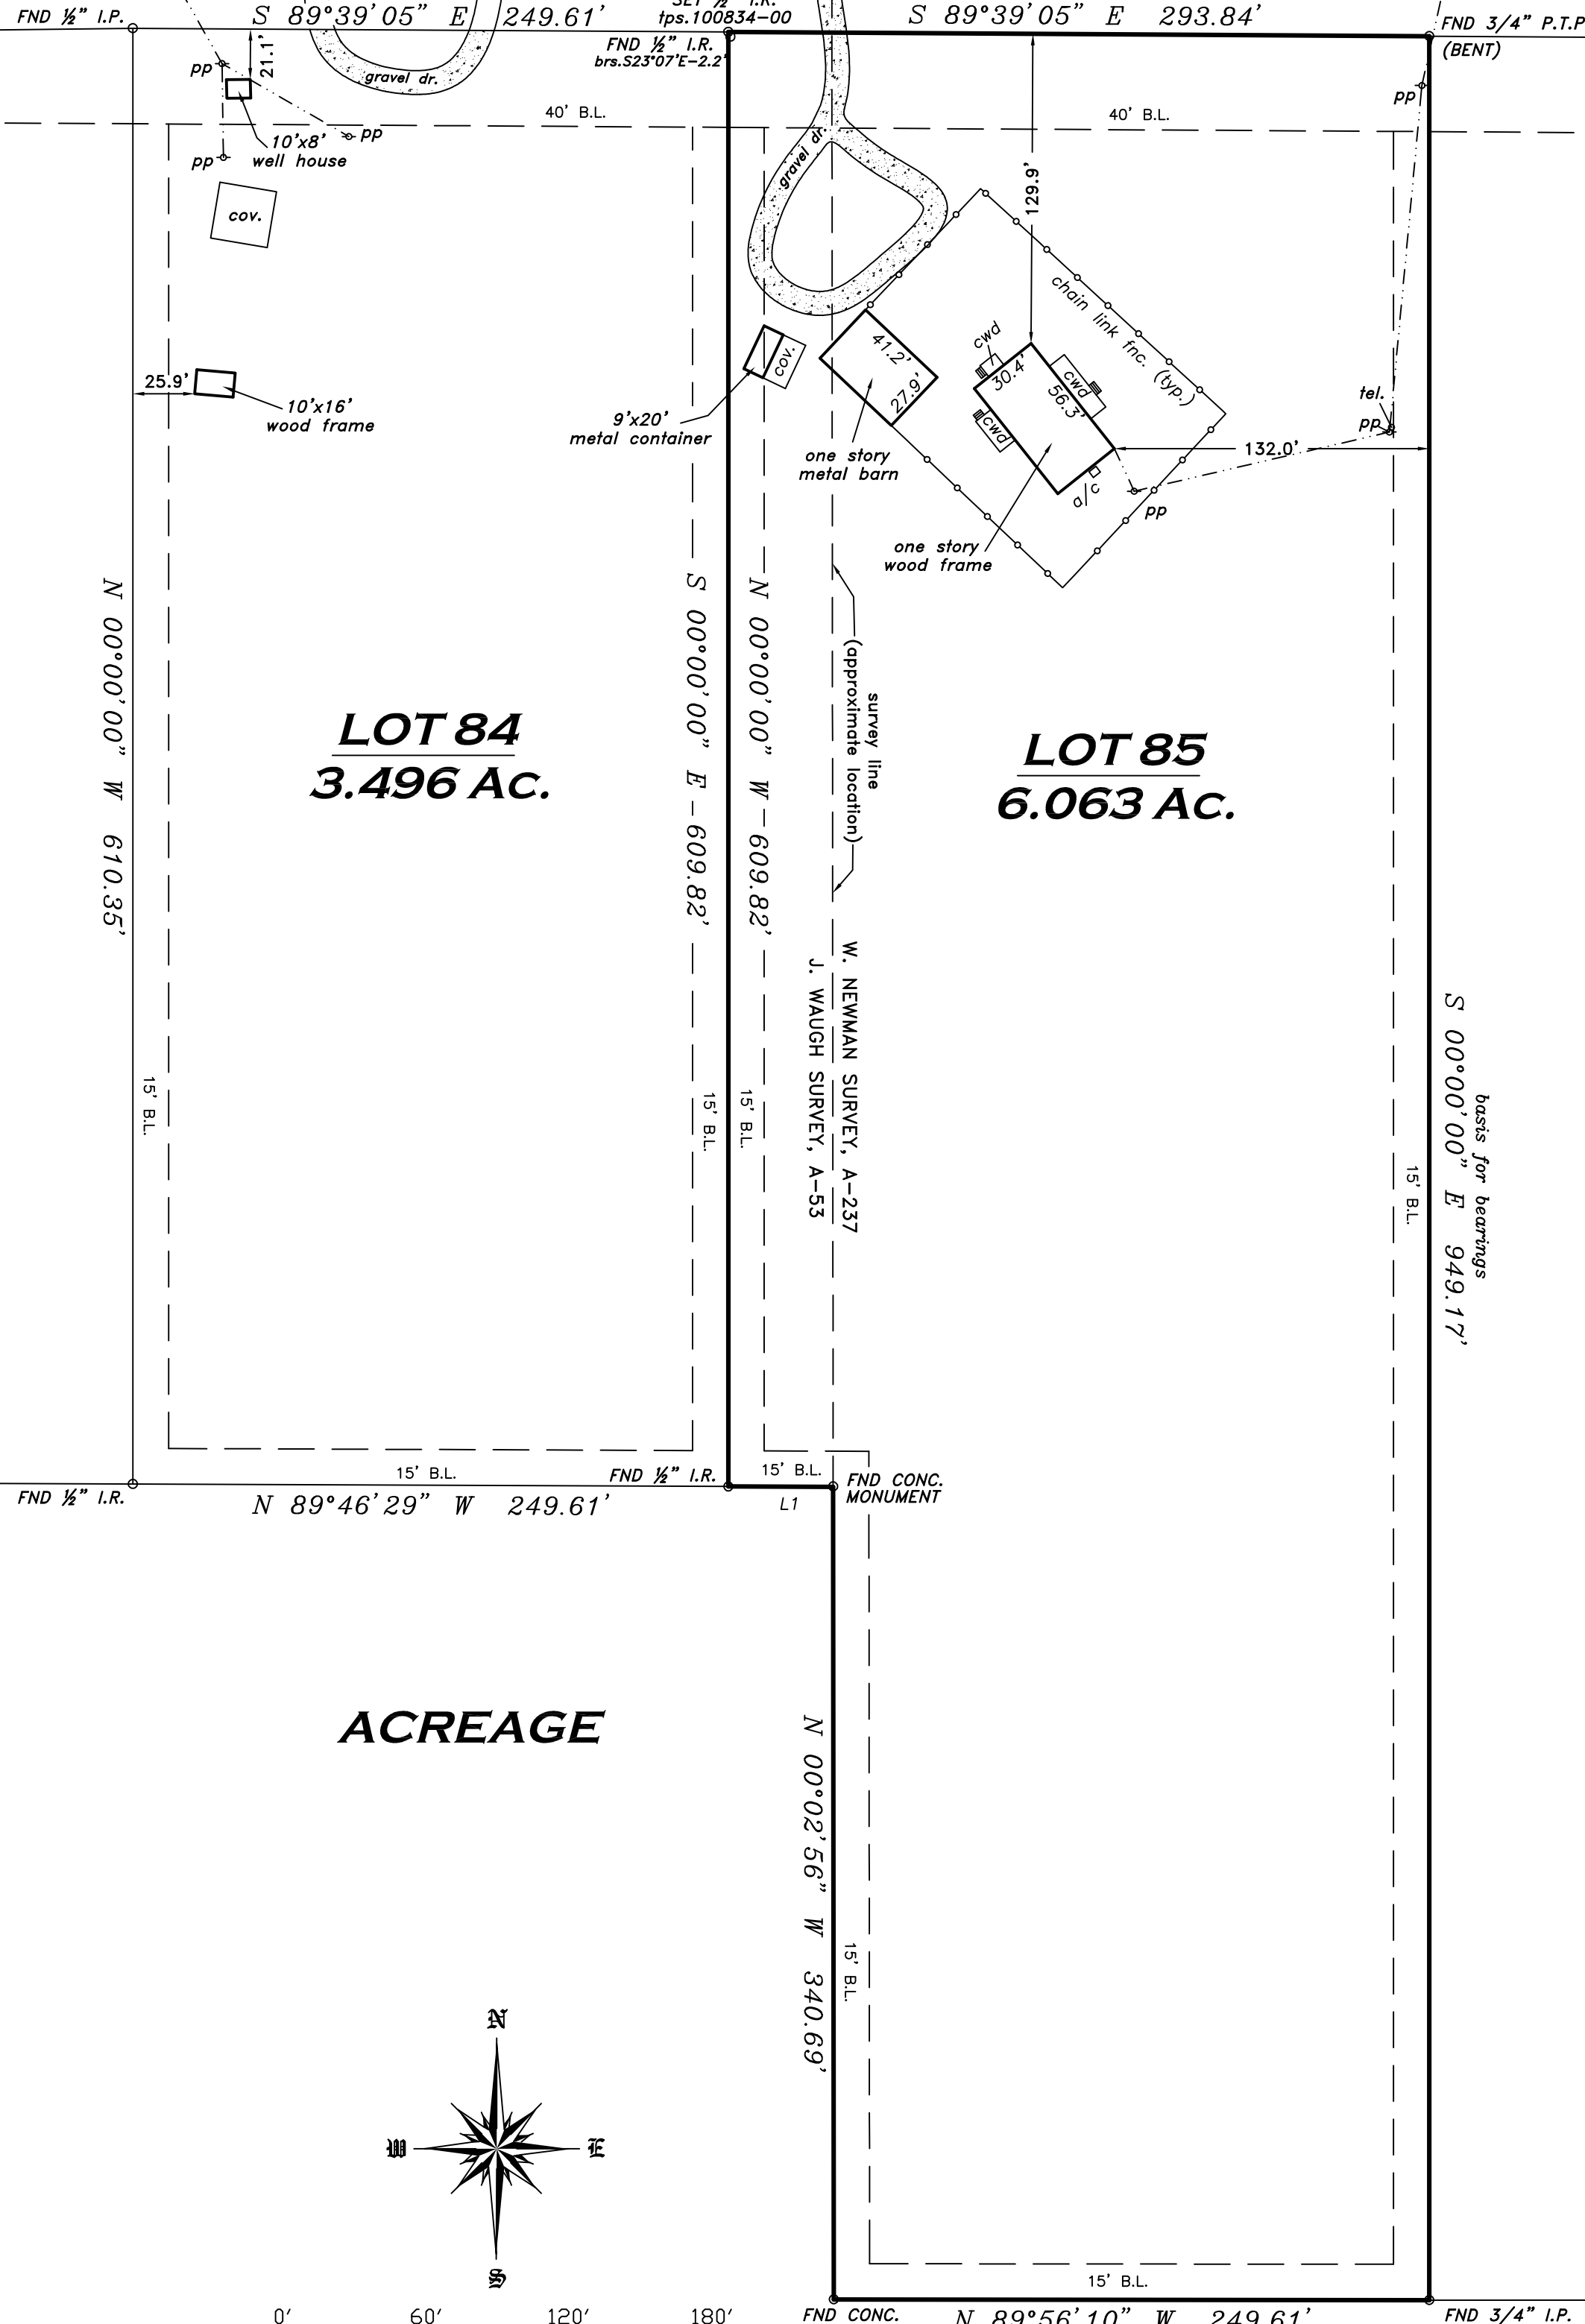 S 89°39'05" E 249.61'
SET ½" I.R.
tps.100834-00
S 89°39'05" E 293.84'
FND ½" I.P.
FND ½" I.R.
brs.S23°07'E-2.2'
FND 3/4" P.T.P
(BENT)
21.1'
gravel dr.
pp
pp
40' B.L.
40' B.L.
10'x8'
well house
pp
pp
cov.
gravel dr.
129.9'
chain link fnc. (typ.)
25.9'
10'x16'
wood frame
cov.
9'x20'
metal container
41.2'
27.9'
one story
metal barn
cwd
30.4'
cwd
56.3'
cwd
a/c
pp
one story
wood frame
tel.
pp
132.0'
N 00°00'00" W 610.35'
S 00°00'00" E 609.82'
N 00°00'00" W 609.82'
survey line
(approximate location)
LOT 84
3.496 AC.
LOT 85
6.063 AC.
W. NEWMAN SURVEY, A-237
J. WAUGH SURVEY, A-53
basis for bearings
S 00°00'00" E 949.17'
15' B.L.
15' B.L.
15' B.L.
15' B.L.
15' B.L.
FND ½" I.R.
15' B.L.
FND CONC.
MONUMENT
FND ½" I.R.
N 89°46'29" W 249.61'
L1
ACREAGE
N 00°02'56" W 340.69'
15' B.L.
N
W
E
S
15' B.L.
0' 60' 120' 180'
FND CONC.
N 89°56'10" W 249.61'
FND 3/4" I.P.